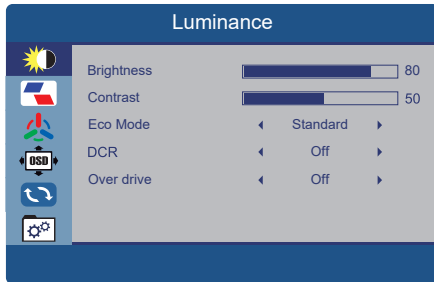 Luminance
Brightness 80
Contrast 50
Eco Mode Standard
DCR Off
OSD
Over drive Off